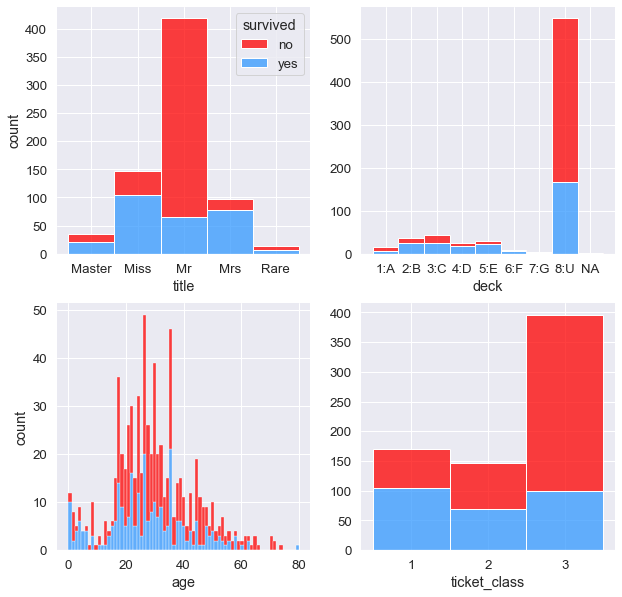 survived
no
yes
400
350
300
250
200
150
100
50
0
count
Master Miss Mr Mrs Rare
title
500
400
300
200
100
0
1:A 2:B 3:C 4:D 5:E 6:F 7:G 8:U NA
deck
50
40
30
20
10
0
count
0 20 40 60 80
age
400
350
300
250
200
150
100
50
0
1 2 3
ticket_class